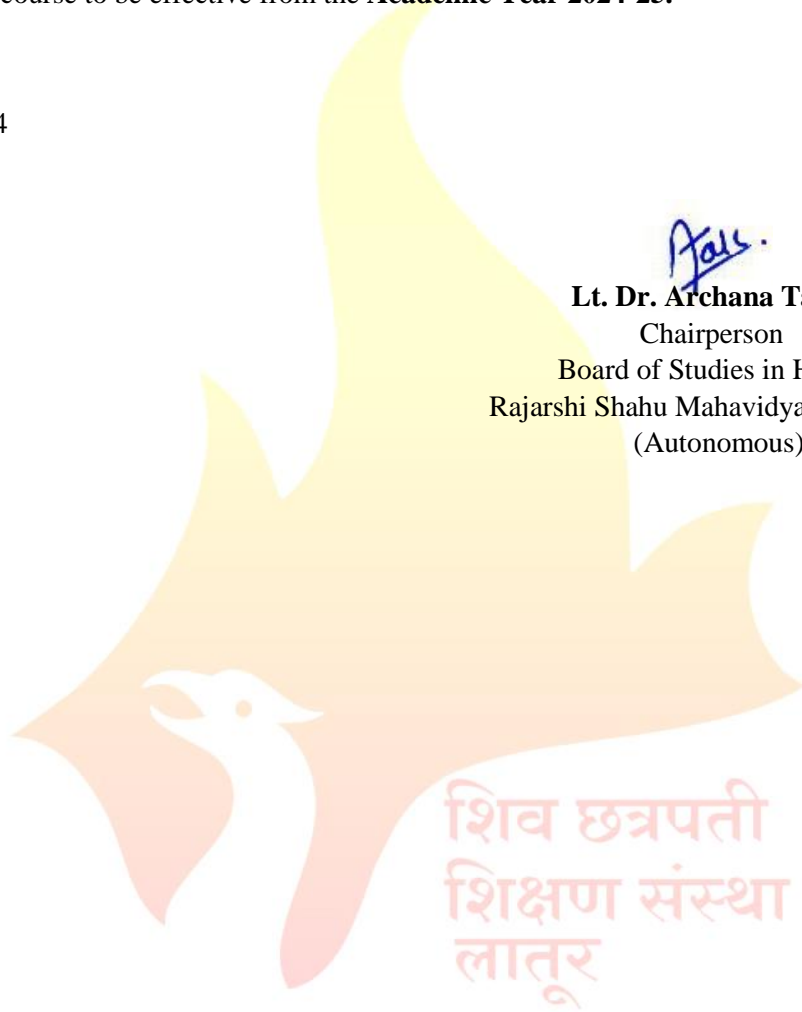 course to be effective from the Academic Year 2024-25.
4
Lt. Dr. Archana
Chairperson
Board of Studies in
Rajarshi Shahu
(Autonomous)
शिव छत्रपती
शिक्षण संस्था
लातूर